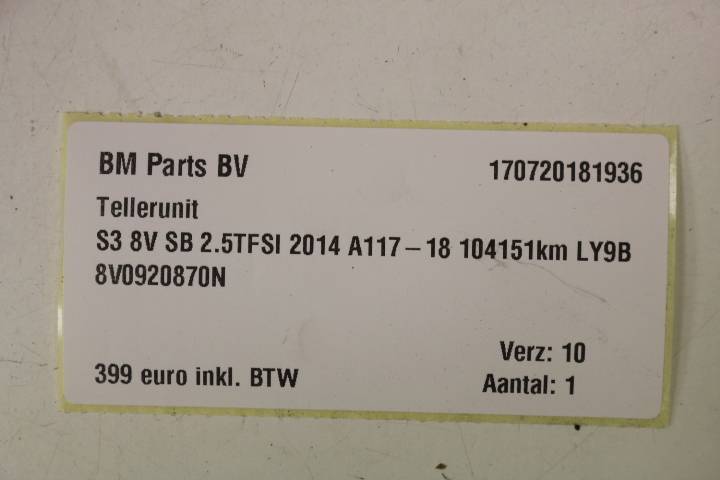 BM Parts BV 170720181936
Tellerunit
S3 8V SB 2.5TFSI 2014 A117-18 104151km LY9B
8V0920870N
Verz: 10
399 euro inkl. BTW Aantal: 1